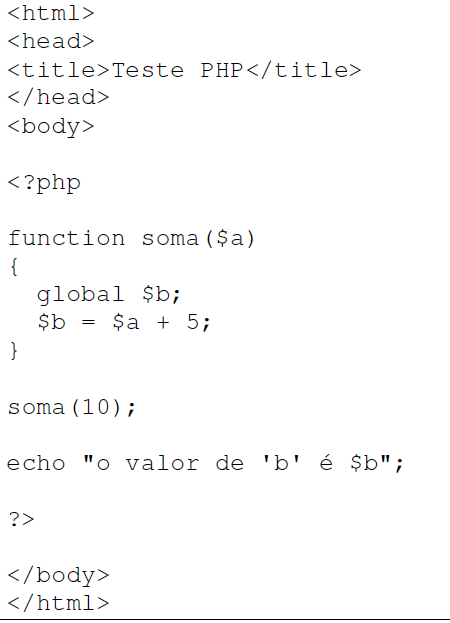 <html>
<head>
<title>Teste PHP</title>
</head>
<body>
<?php
function soma($a)
{
global $b;
$b = $a + 5;
}
soma(10);
echo "o valor de 'b' é $b";
?>
</body>
</html>